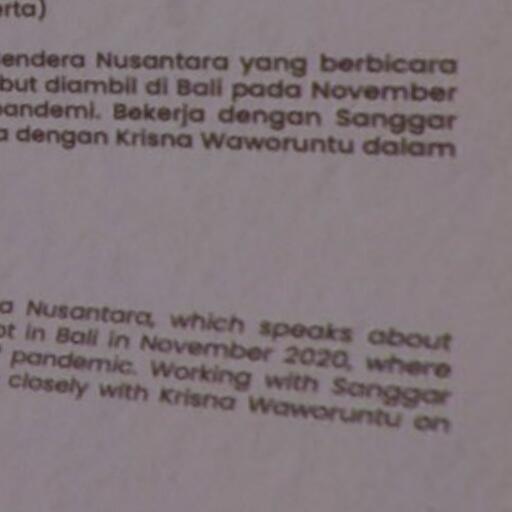 erta)
endera Nusantara yang berbicara
but diambil di Bali pada November
pandemi. Bekerja dengan Sanggar
a dengan Krisna Waworuntu dalam
a Nusantara, which speaks about
ot in Bali in November 2020, where
pandemic. Working with Sanggar
closely with Krisna Waworuntu on